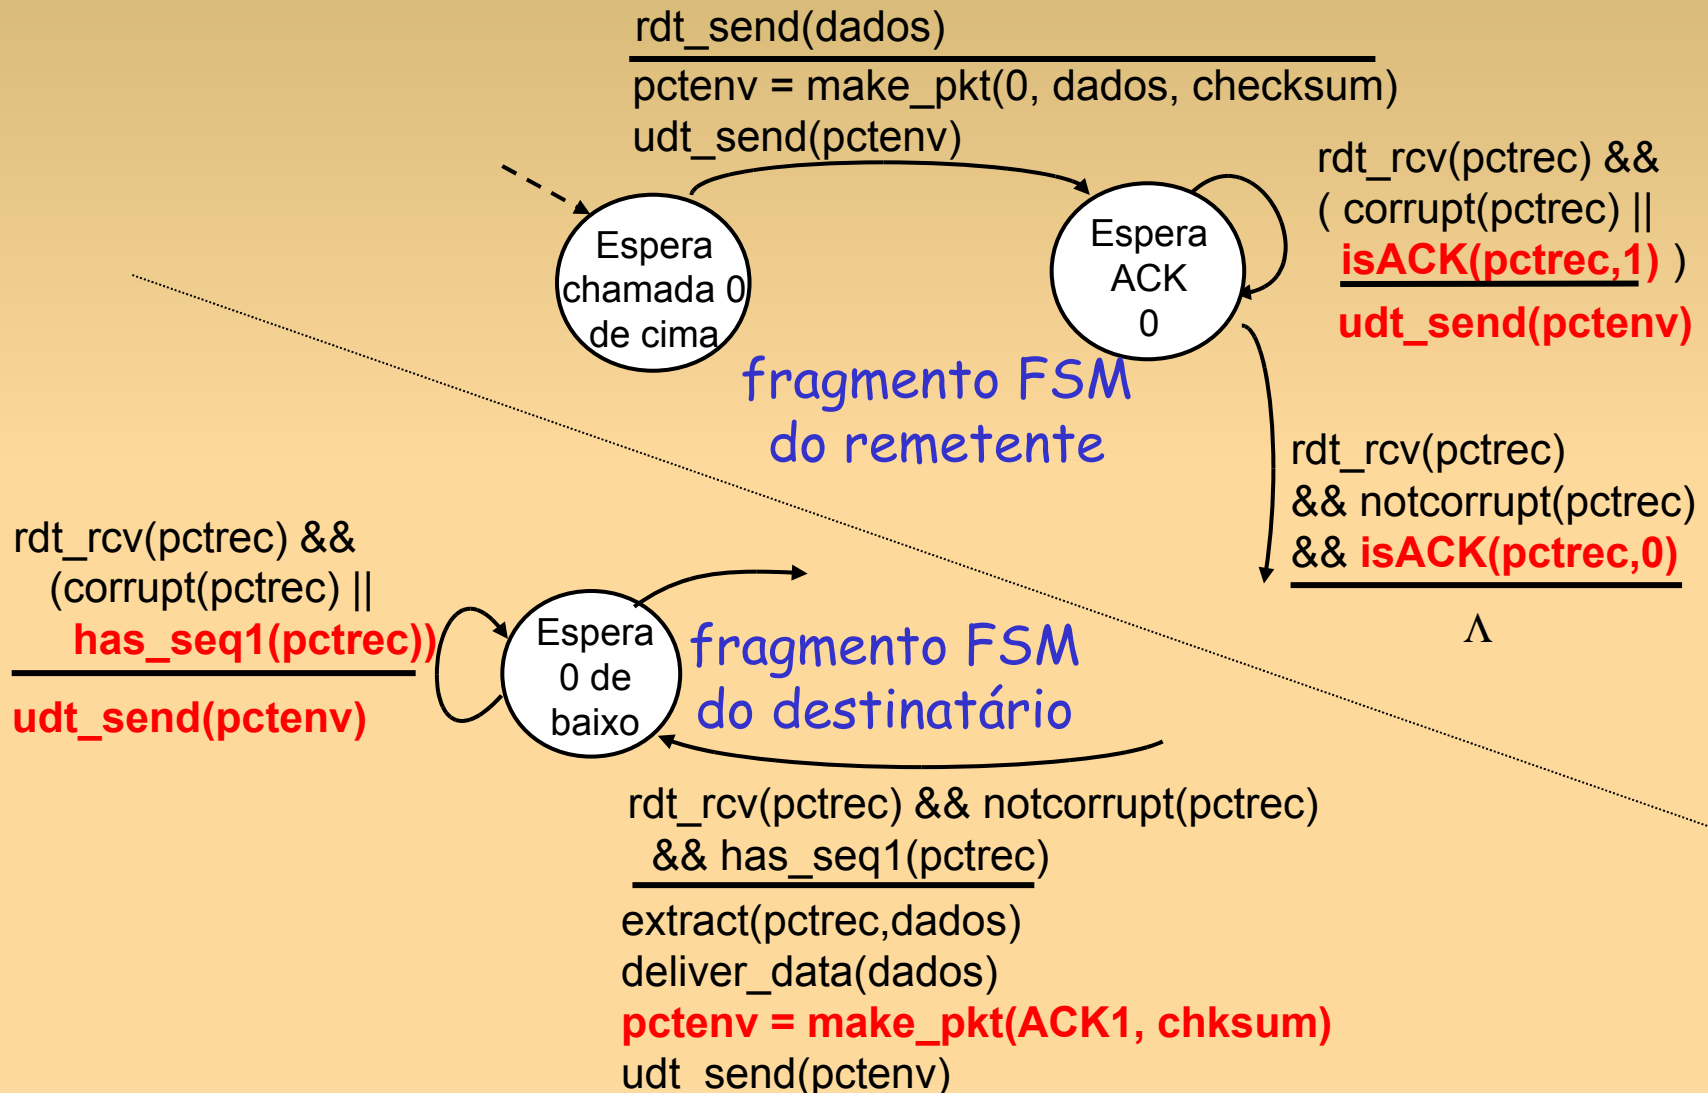 rdt_send(dados)
pctenv = make_pkt(0, dados, checksum)
udt_send(pctenv)
Espera
chamada 0
de cima
Espera
ACK
0
rdt_rcv(pctrec) &&
( corrupt(pctrec) ||
isACK(pctrec,1) )
udt_send(pctenv)
fragmento FSM
do remetente
rdt_rcv(pctrec)
&& notcorrupt(pctrec)
&& isACK(pctrec,0)
Λ
rdt_rcv(pctrec) &&
(corrupt(pctrec) ||
has_seq1(pctrec))
udt_send(pctenv)
Espera
0 de
baixo
fragmento FSM
do destinatário
rdt_rcv(pctrec) && notcorrupt(pctrec)
&& has_seq1(pctrec)
extract(pctrec,dados)
deliver_data(dados)
pctenv = make_pkt(ACK1, chksum)
udt_send(pctenv)